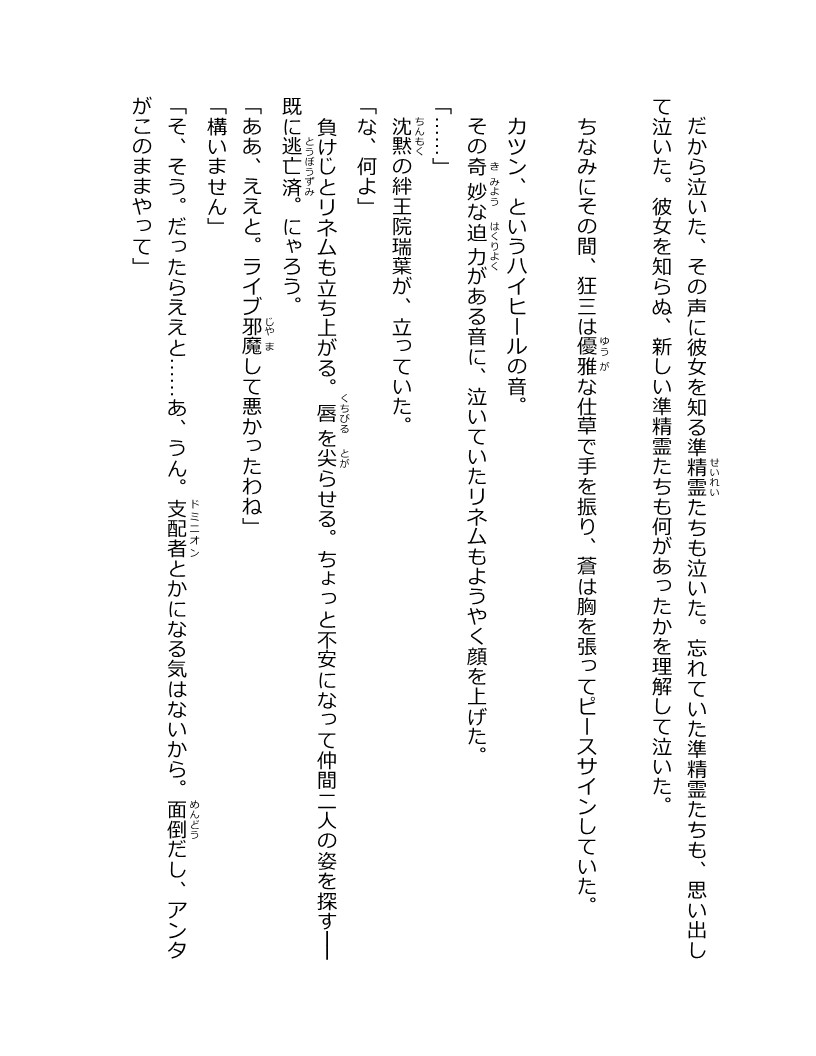 だから泣いた、その声に彼女を知る準精霊たちも泣いた。忘れていた準精霊たちも、思い出し
て泣いた。彼女を知らぬ、新しい準精霊たちも何があったかを理解して泣いた。
ちなみにその間、狂三は優雅な仕草で手を振り、蒼は胸を張ってピースサインしていた。
カツン、というハイヒールの音。
その奇妙な迫力がある音に、泣いていたリネムもようやく顔を上げた。
「……」
沈黙の絆王院瑞葉が、立っていた。
「な、何よ」
負けじとリネムも立ち上がる。唇を尖らせる。ちょっと不安になって仲間二人の姿を探す──
既に逃亡済。にゃろう。
「ああ、ええと。ライブ邪魔して悪かったわね」
「構いません」
「そ、そう。だったらええと……あ、うん。支配者とかになる気はないから。面倒だし、アンタ
がこのままやって」